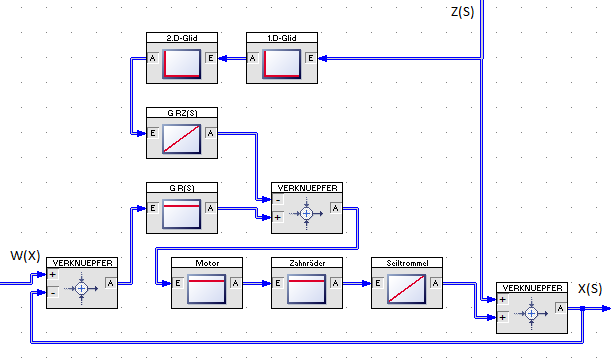 Z(S)
2.D-Glid
1.D-Glid
A E
A E
G RZ(S)
E A
G R(S)
E A
VERKNUEPFER
-
+
A
W(X)
VERKNUEPFER
+
-
A
Motor
E A
Zahnräder
E A
Seiltrommel
E A
VERKNUEPFER
+
+
A
X(S)